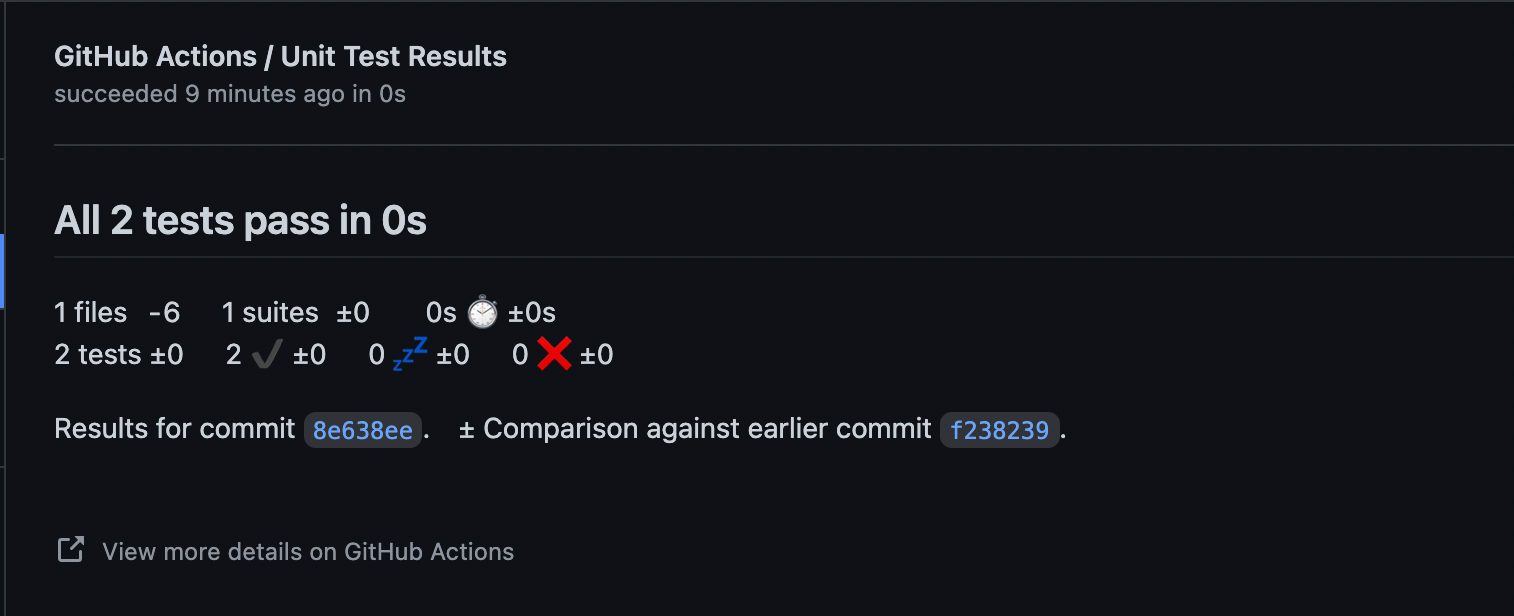 GitHub Actions / Unit Test Results
succeeded 9 minutes ago in 0s
All 2 tests pass in 0s
1 files -6 1 suites ±0 0s ⏱️ ±0s
2 tests ±0 2 ✔️ ±0 0 💤 ±0 0 ❌ ±0
Results for commit 8e638ee. ± Comparison against earlier commit f238239.
View more details on GitHub Actions